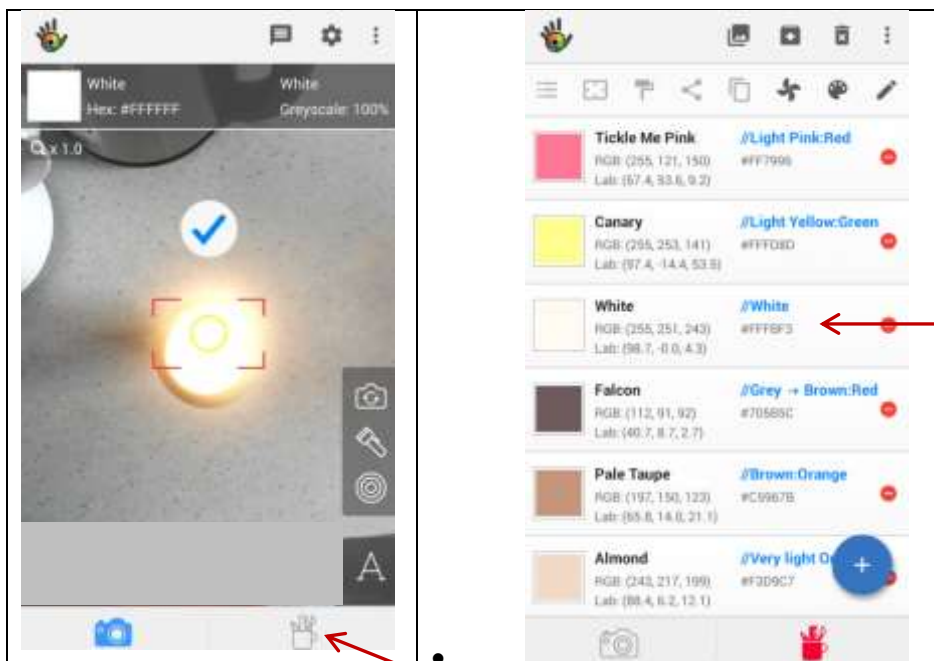 White
Hex: #FFFFFF
White
Greyscale: 100%
x 1.0
A
Tickle Me Pink
//Light Pink:Red
RGB: (255, 121, 150)
#FF7996
Lab: (67.4, 53.6, 9.2)
Canary
//Light Yellow:Green
RGB: (255, 253, 141)
#FFFD8D
Lab: (97.4, -14.4, 53.5)
White
//White
RGB: (255, 251, 243)
#FFFBF3
Lab: (98.7, -0.0, 4.3)
Falcon
//Grey → Brown:Red
RGB: (112, 91, 92)
#705B5C
Lab: (40.7, 8.7, 2.7)
Pale Taupe
//Brown:Orange
RGB: (197, 150, 123)
#C5967B
Lab: (65.8, 14.0, 21.1)
Almond
//Very light O
RGB: (243, 217, 199)
#F3D9C7
Lab: (88.4, 6.2, 12.1)